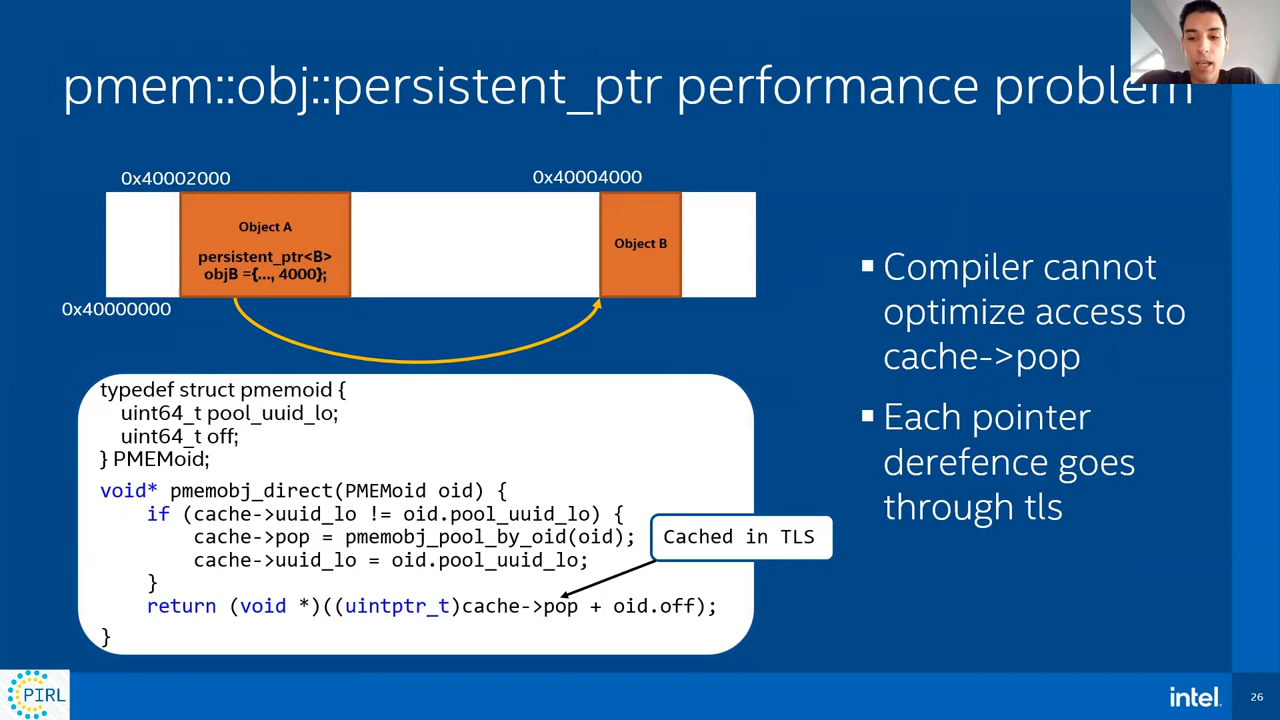 pmem::obj::persistent_ptr performance problem
0x40002000
0x40004000
Object A
persistent_ptr<B>
objB ={..., 4000};
Object B
0x40000000
typedef struct pmemoid {
uint64_t pool_uuid_lo;
uint64_t off;
} PMEMoid;
void* pmemobj_direct(PMEMoid oid) {
if (cache->uuid_lo != oid.pool_uuid_lo) {
cache->pop = pmemobj_pool_by_oid(oid);
cache->uuid_lo = oid.pool_uuid_lo;
}
return (void *)((uintptr_t)cache->pop + oid.off);
}
Cached in TLS
▪ Compiler cannot
optimize access to
cache->pop
▪ Each pointer
derefence goes
through tls
PIRL
intel.
26